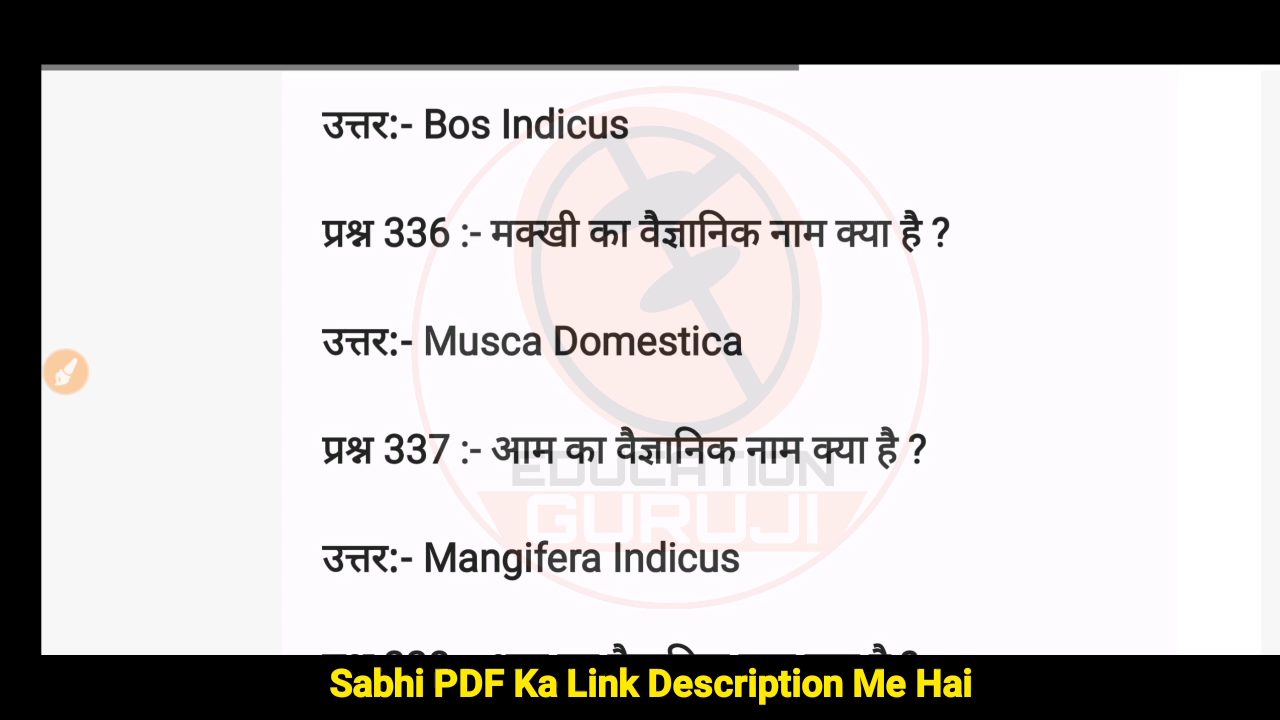 उत्तर:- Bos Indicus
प्रश्न 336 :- मक्खी का वैज्ञानिक नाम क्या है ?
उत्तर:- Musca Domestica
प्रश्न 337 :- आम का वैज्ञानिक नाम क्या है ?
EDUCATION
GURUJI
उत्तर:- Mangifera Indicus
Sabhi PDF Ka Link Description Me Hai